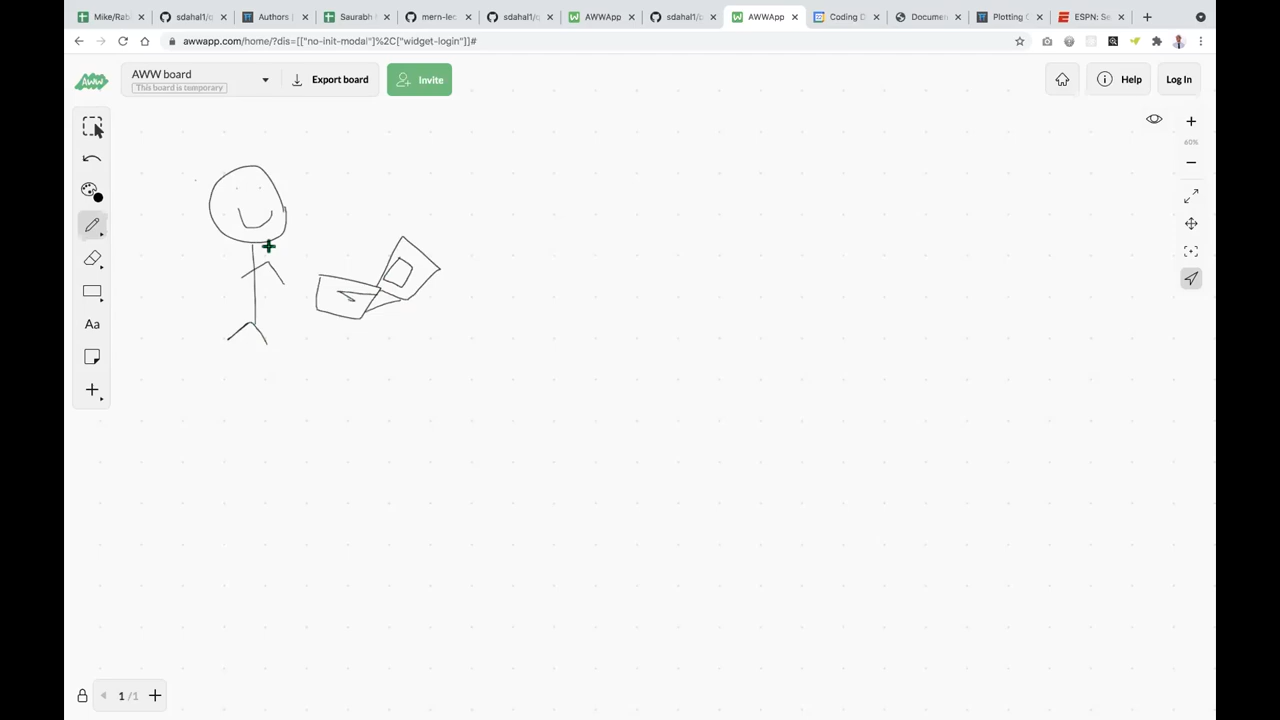 Mike/Rab
sdahal1/c
Authors
Saurabh
mern-lec
sdahal1/c
AWWApp
sdahal1/b
AWWApp
Coding D
Documen
Plotting C
ESPN: Se
awwapp.com/home/?dis=[["no-init-modal"]%2C["widget-login"]]#
AWW
AWW board
This board is temporary
Export board
Invite
Help
Log In
60%
Aa
1 /1